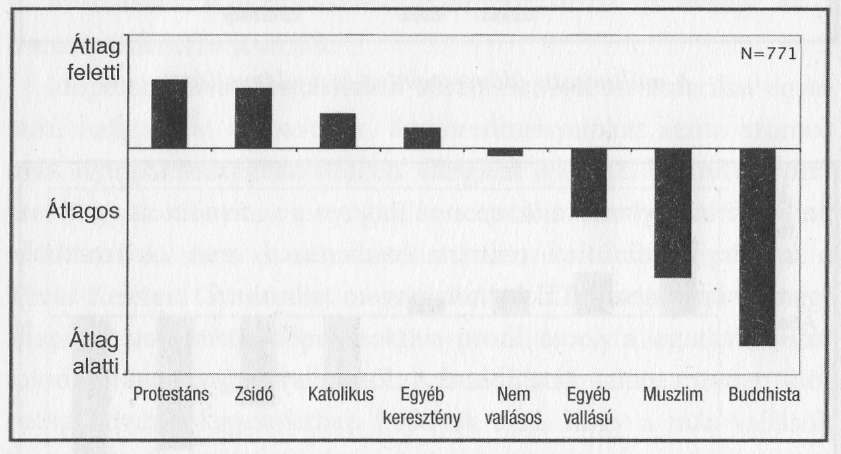 Átlag
feletti
N=771
Átlagos
Átlag
alatti
Protestáns
Zsidó
Katolikus
Egyéb
keresztény
Nem
vallásos
Egyéb
vallású
Muszlim
Buddhista